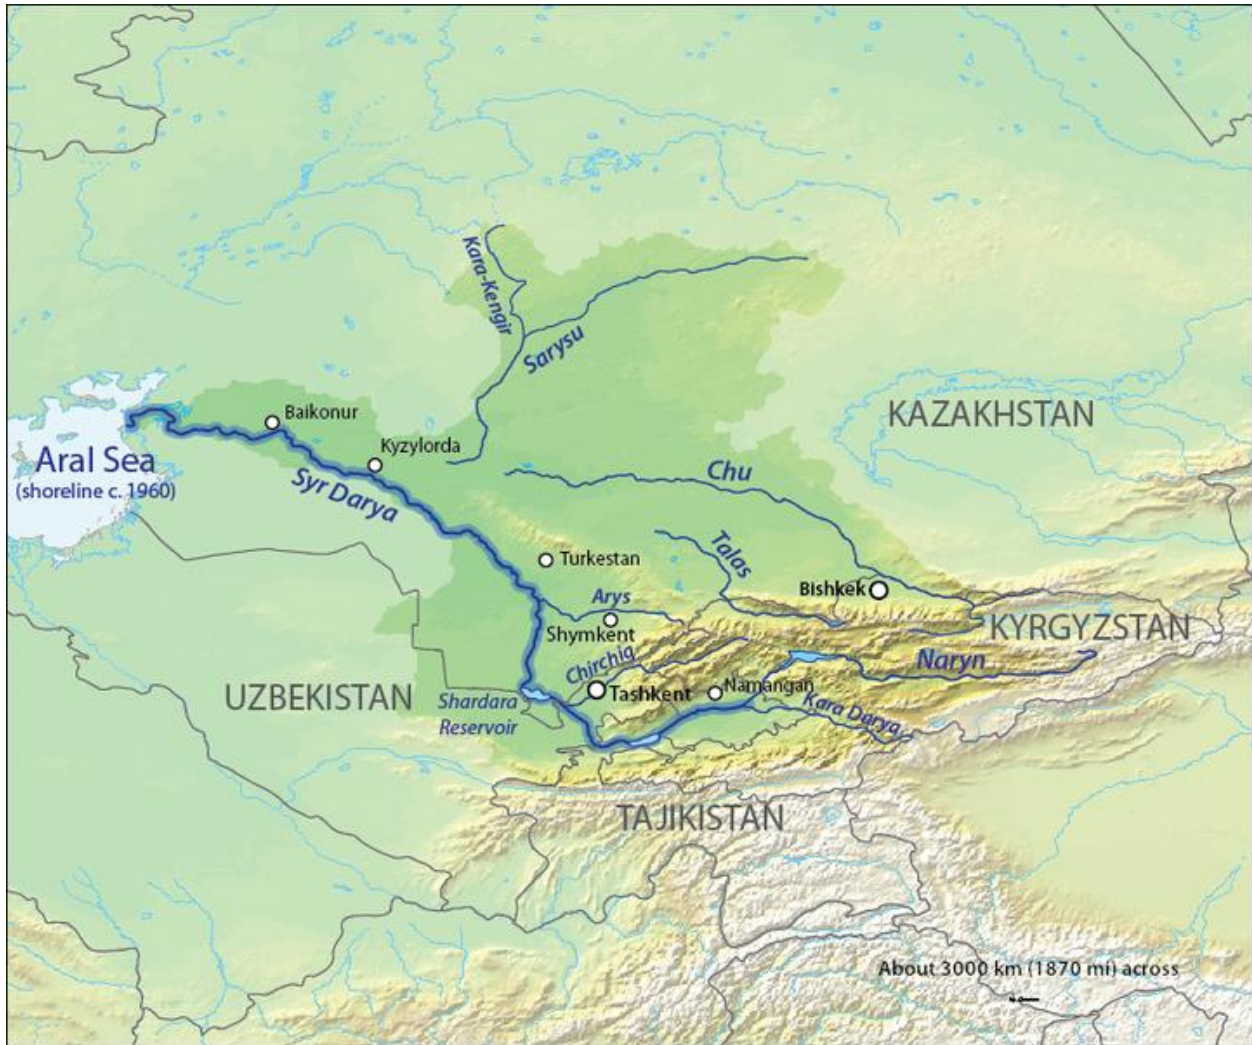 Kara-Kengir
Sarysu
KAZAKHSTAN
Baikonur
Kyzylorda
Aral Sea
(shoreline c. 1960)
Syr Darya
Chu
Talas
Turkestan
Bishkek
Arys
Shymkent
KYRGYZSTAN
Chirchiq
Naryn
UZBEKISTAN
Shardara
Reservoir
Tashkent
Namangan
Kara Darya
TAJIKISTAN
About 3000 km (1870 mi) across